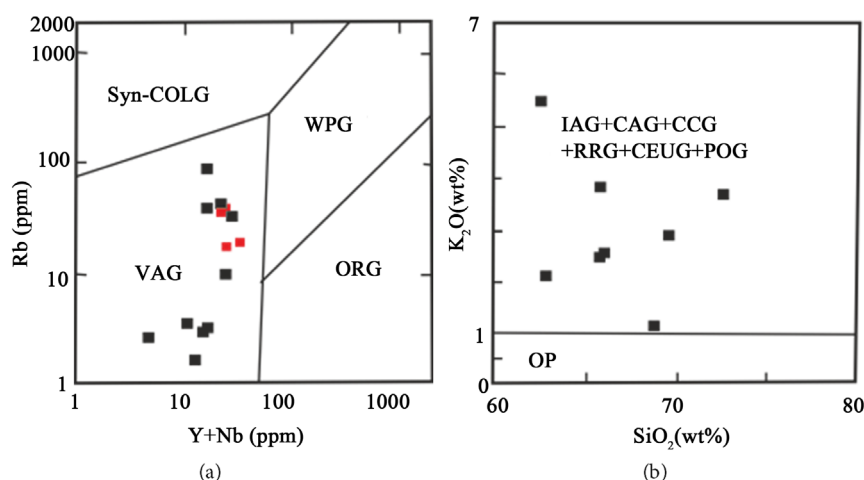 2000
1000
100
10
1
Rb (ppm)
Syn-COLG
WPG
VAG
ORG
1
10
100
1000
Y+Nb (ppm)
(a)
7
1
0
K₂O(wt%)
IAG+CAG+CCG
+RRG+CEUG+POG
OP
60
70
80
SiO₂(wt%)
(b)